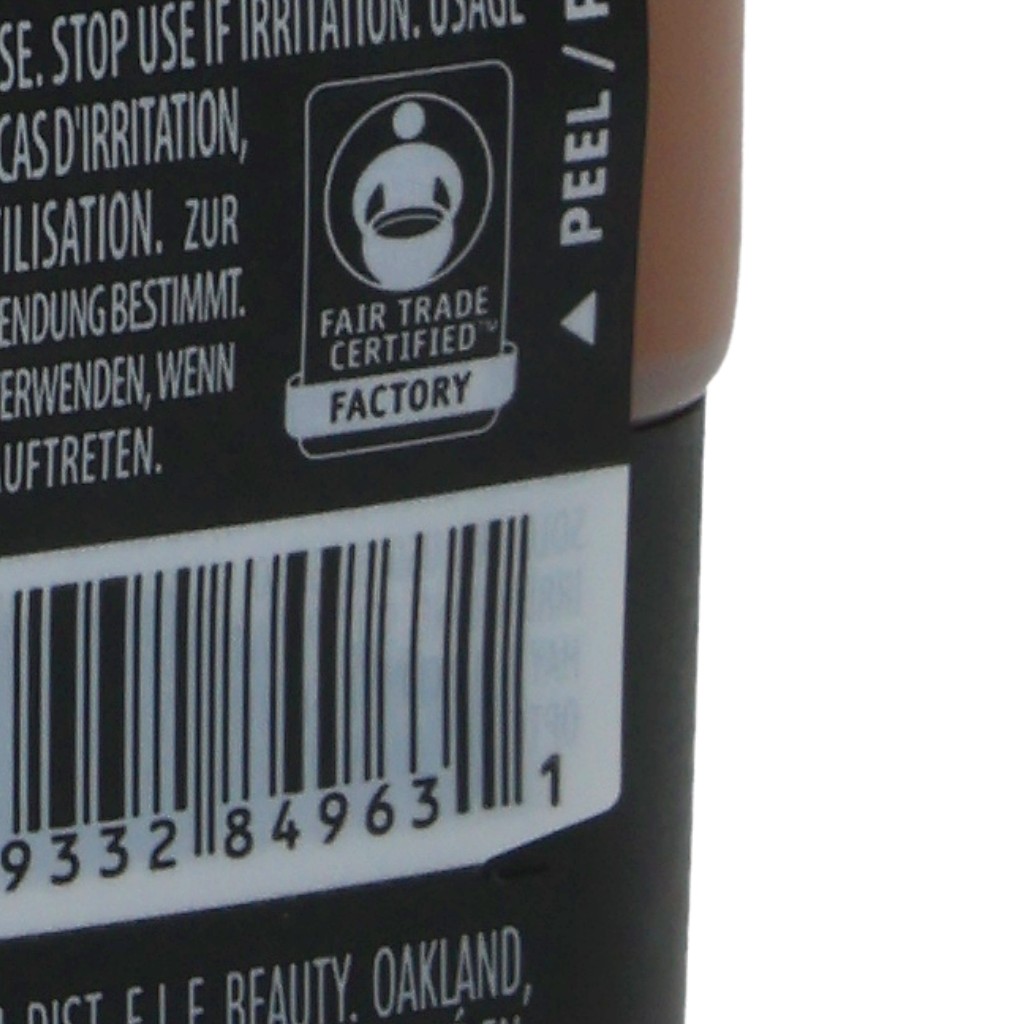 SE. STOP USE IF IRRITATION. USAGE
CAS D'IRRITATION,
ILISATION. ZUR
ENDUNG BESTIMMT.
ERWENDEN, WENN
AUFTRETEN.
FAIR TRADE
CERTIFIED™
FACTORY
PEEL /
9332 84963 1
DIST. E.L.F. BEAUTY. OAKLAND,